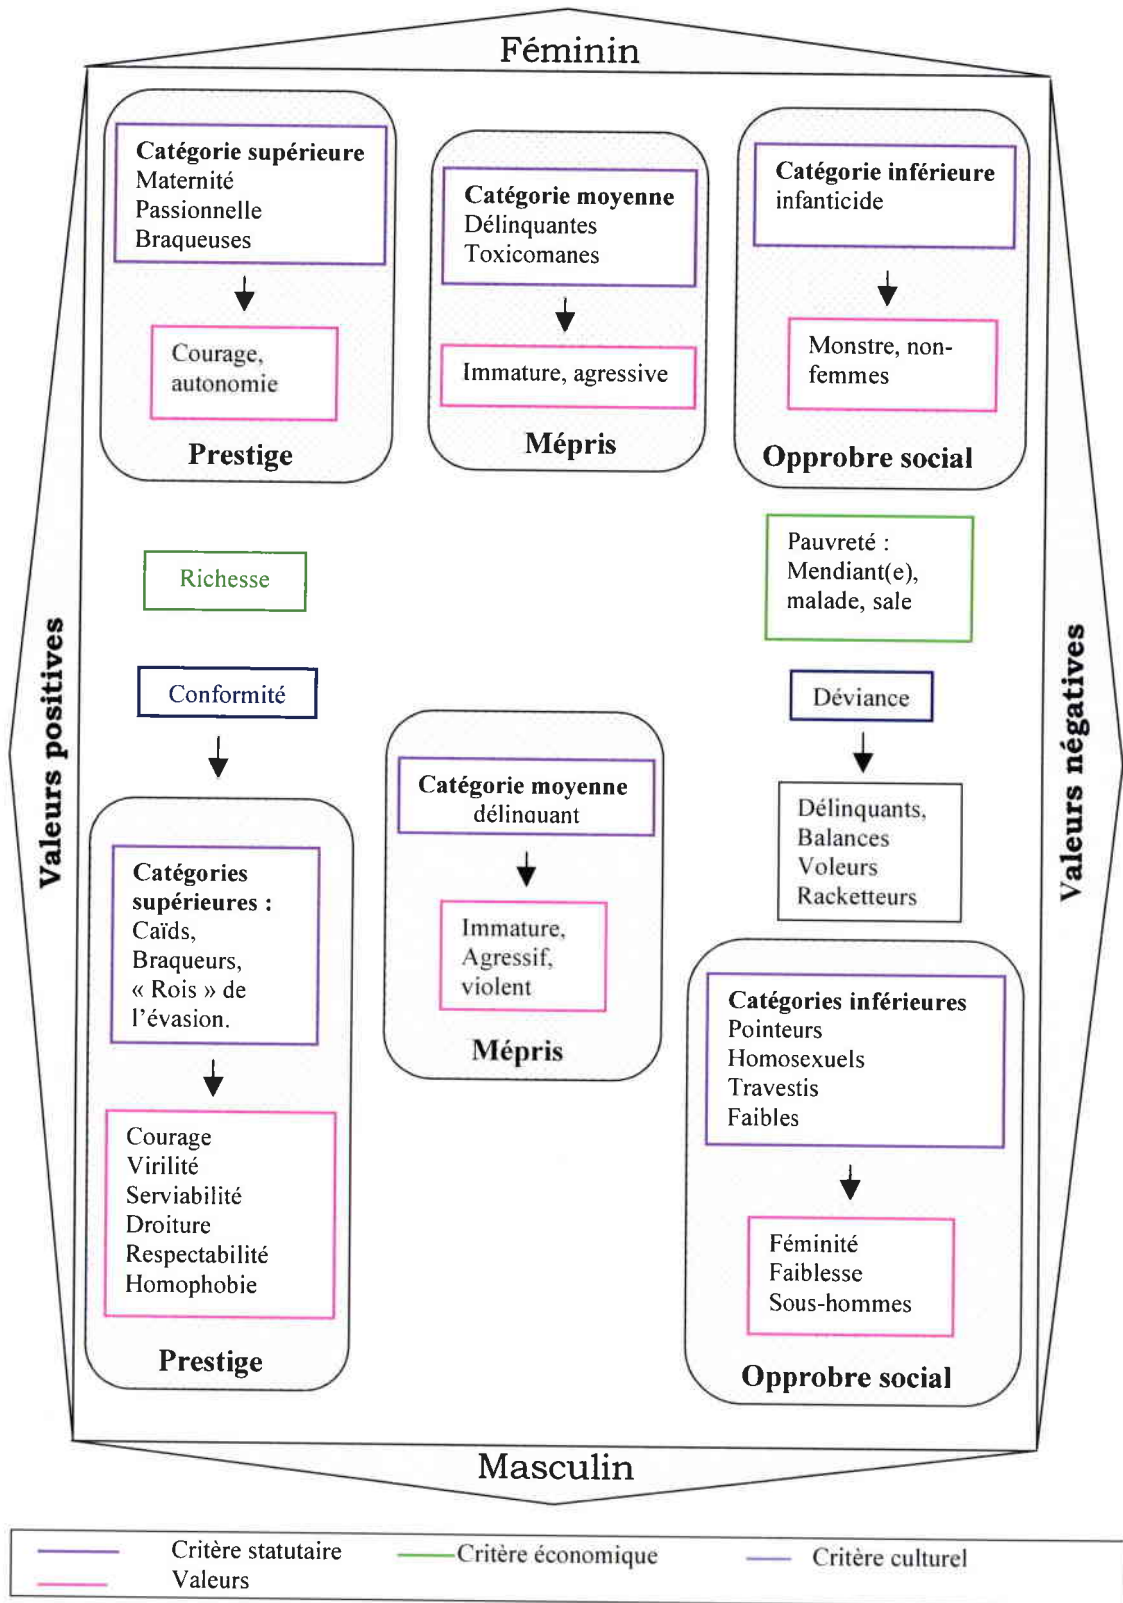 Féminin
Catégorie supérieure
Maternité
Passionnelle
Braqueuses
Courage,
autonomie
Prestige
Catégorie moyenne
Délinquantes
Toxicomanes
Immature, agressive
Mépris
Catégorie inférieure
infanticide
Monstre, non-
femmes
Opprobre social
Valeurs positives
Richesse
Conformité
Pauvreté :
Mendiant(e),
malade, sale
Déviance
Délinquants,
Balances
Voleurs
Racketteurs
Valeurs négatives
Catégories
supérieures :
Caïds,
Braqueurs,
« Rois » de
l'évasion.
Courage
Virilité
Serviabilité
Droiture
Respectabilité
Homophobie
Prestige
Catégorie moyenne
délinquant
Immature,
Agressif,
violent
Mépris
Catégories inférieures
Pointeurs
Homosexuels
Travestis
Faibles
Féminité
Faiblesse
Sous-hommes
Opprobre social
Masculin
Critère statutaire
Critère économique
Critère culturel
Valeurs